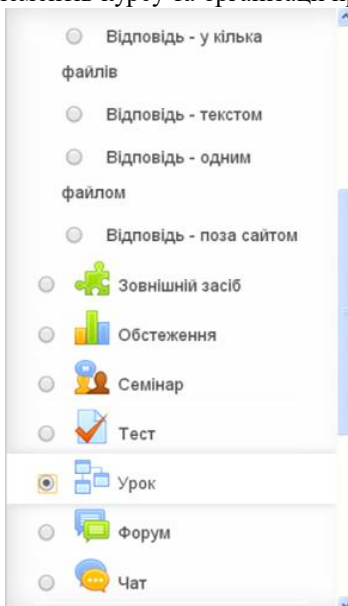 Відповідь - у кілька
файлів
Відповідь - текстом
Відповідь - одним
файлом
Відповідь - поза сайтом
Зовнішній засіб
Обстеження
Семінар
Тест
Урок
Форум
Чат